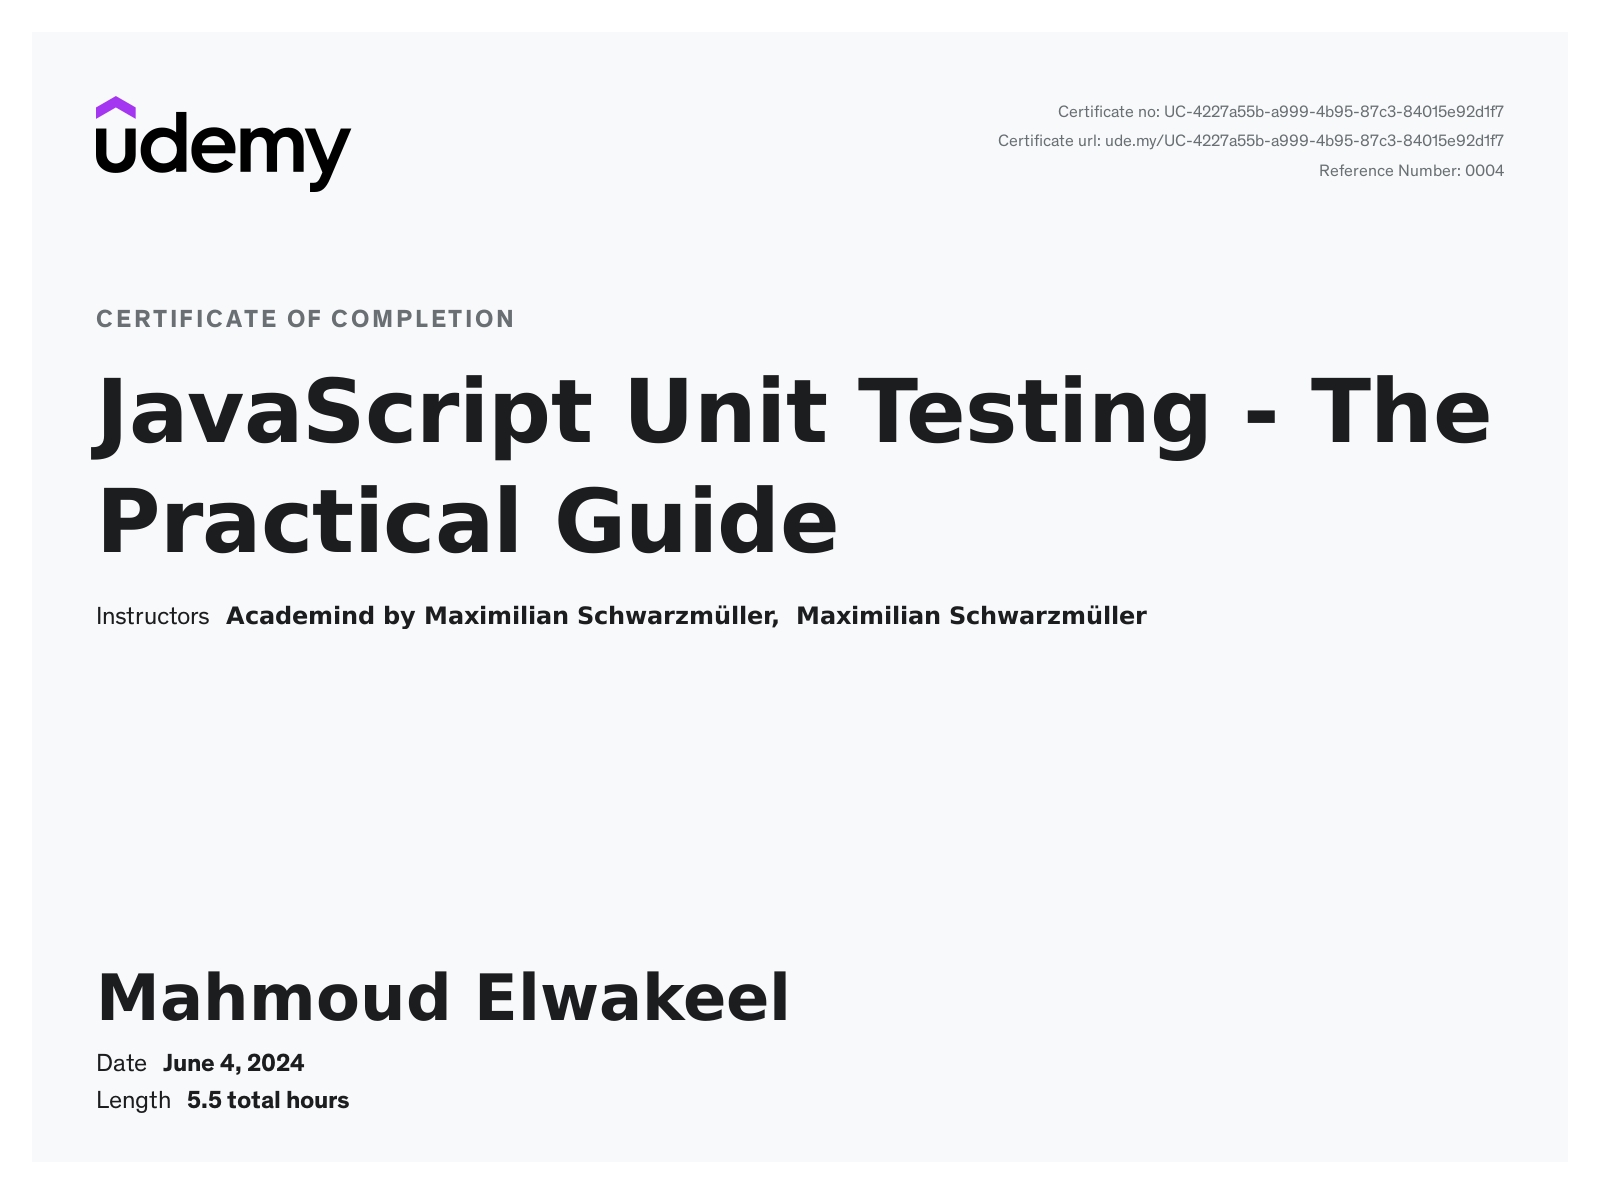 udemy
Certificate no: UC-4227a55b-a999-4b95-87c3-84015e92d1f7
Certificate url: ude.my/UC-4227a55b-a999-4b95-87c3-84015e92d1f7
Reference Number: 0004
CERTIFICATE OF COMPLETION
JavaScript Unit Testing - The
Practical Guide
Instructors Academind by Maximilian Schwarzmüller, Maximilian Schwarzmüller
Mahmoud Elwakeel
Date June 4, 2024
Length 5.5 total hours